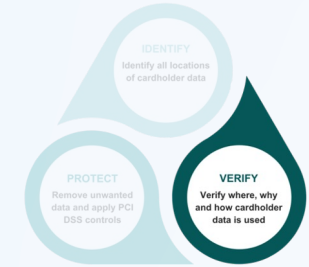 IDENTIFY
Identify all locations
of cardholder data
PROTECT
Remove unwanted
data and apply PCI
DSS controls
VERIFY
Verify where, why
and how cardholder
data is used